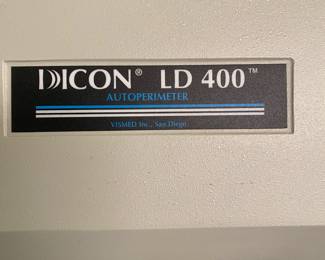 DICON® LD 400™
AUTOPERIMETER
VISMED Inc., San Diego